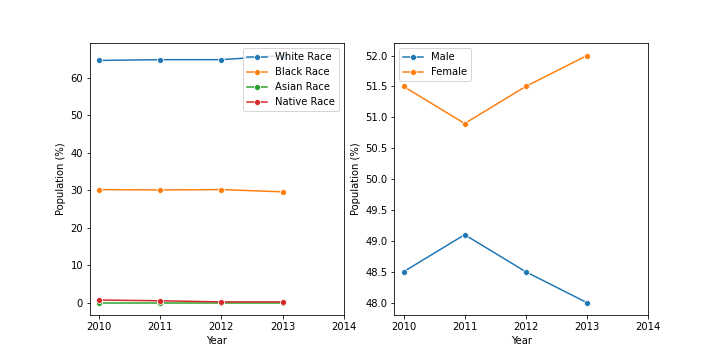 60
50
40
30
20
10
0
Population (%)
2010 2011 2012 2013 2014
Year
White Race
Black Race
Asian Race
Native Race
52.0
51.5
51.0
50.5
50.0
49.5
49.0
48.5
48.0
Population (%)
2010 2011 2012 2013 2014
Year
Male
Female